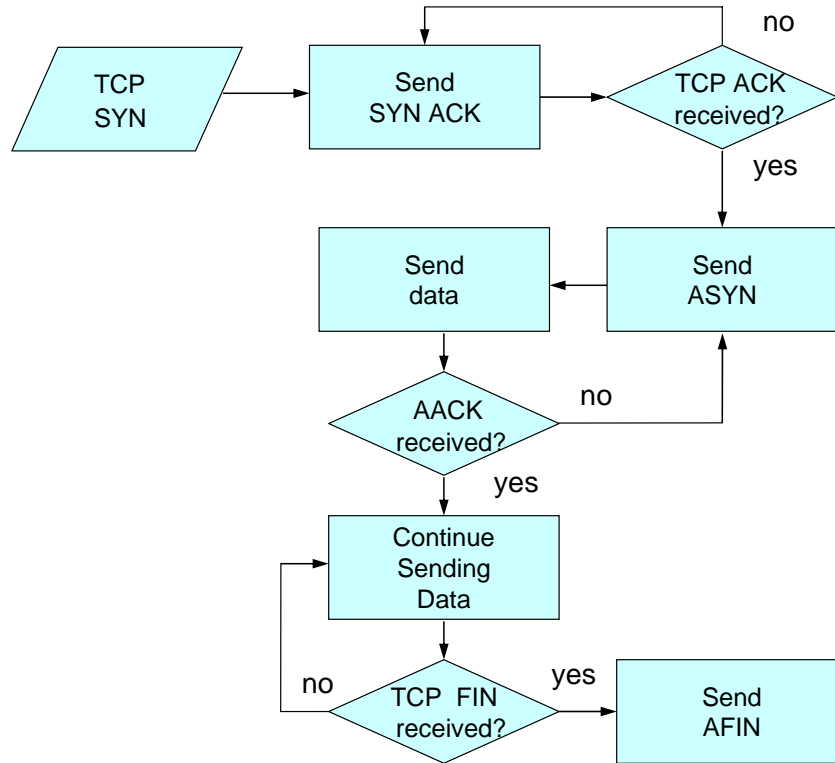 TCP
SYN
Send
SYN ACK
TCP ACK
received?
no
yes
Send
ASYN
Send
data
AACK
received?
no
yes
Continue
Sending
Data
TCP FIN
received?
no
yes
Send
AFIN